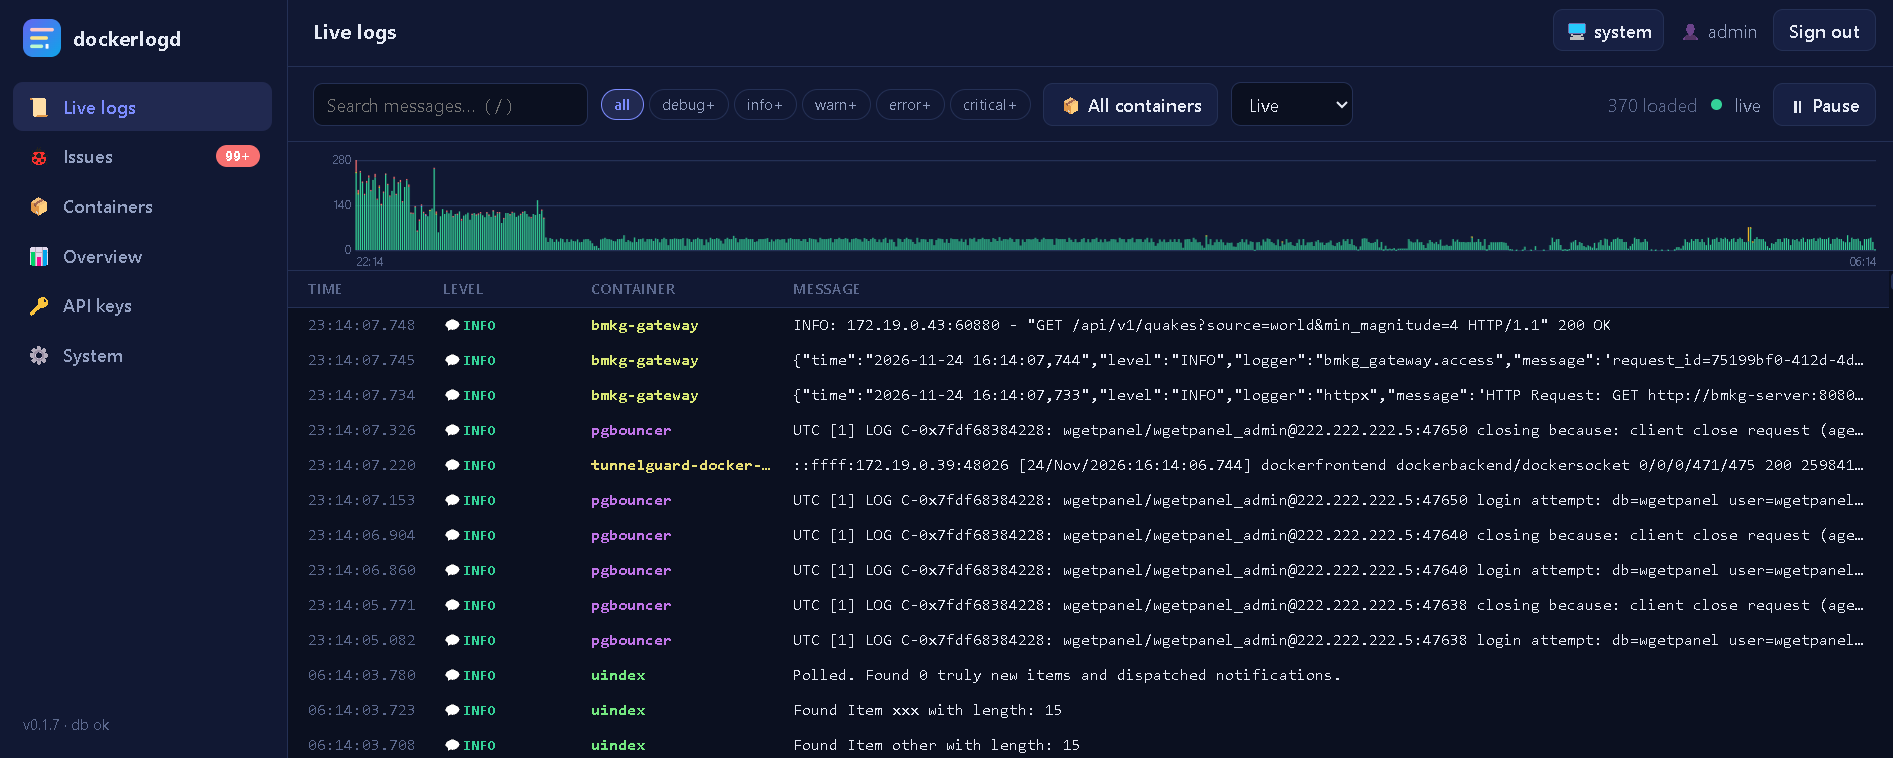 dockerlogd
Live logs
Issues 99+
Containers
Overview
API keys
System
v0.1.7 · db ok
Live logs
system admin Sign out
Search messages... ( / ) all debug+ info+ warn+ error+ critical+ All containers Live 370 loaded live Pause
280
140
0
22:14 06:14
TIME LEVEL CONTAINER MESSAGE
23:14:07.748 INFO bmkg-gateway INFO: 172.19.0.43:60880 - "GET /api/v1/quakes?source=world&min_magnitude=4 HTTP/1.1" 200 OK
23:14:07.745 INFO bmkg-gateway {"time":"2026-11-24 16:14:07,744","level":"INFO","logger":"bmkg_gateway.access","message":'request_id=75199bf0-412d-4d…
23:14:07.734 INFO bmkg-gateway {"time":"2026-11-24 16:14:07,733","level":"INFO","logger":"httpx","message":'HTTP Request: GET http://bmkg-server:8080…
23:14:07.326 INFO pgbouncer UTC [1] LOG C-0x7fdf68384228: wgetpanel/wgetpanel_admin@222.222.222.5:47650 closing because: client close request (age…
23:14:07.220 INFO tunnelguard-docker-… ::ffff:172.19.0.39:48026 [24/Nov/2026:16:14:06.744] dockerfrontend dockerbackend/dockersocket 0/0/0/471/475 200 259841…
23:14:07.153 INFO pgbouncer UTC [1] LOG C-0x7fdf68384228: wgetpanel/wgetpanel_admin@222.222.222.5:47650 login attempt: db=wgetpanel user=wgetpanel…
23:14:06.904 INFO pgbouncer UTC [1] LOG C-0x7fdf68384228: wgetpanel/wgetpanel_admin@222.222.222.5:47640 closing because: client close request (age…
23:14:06.860 INFO pgbouncer UTC [1] LOG C-0x7fdf68384228: wgetpanel/wgetpanel_admin@222.222.222.5:47640 login attempt: db=wgetpanel user=wgetpanel…
23:14:05.771 INFO pgbouncer UTC [1] LOG C-0x7fdf68384228: wgetpanel/wgetpanel_admin@222.222.222.5:47638 closing because: client close request (age…
23:14:05.082 INFO pgbouncer UTC [1] LOG C-0x7fdf68384228: wgetpanel/wgetpanel_admin@222.222.222.5:47638 login attempt: db=wgetpanel user=wgetpanel…
06:14:03.780 INFO uindex Polled. Found 0 truly new items and dispatched notifications.
06:14:03.723 INFO uindex Found Item xxx with length: 15
06:14:03.708 INFO uindex Found Item other with length: 15